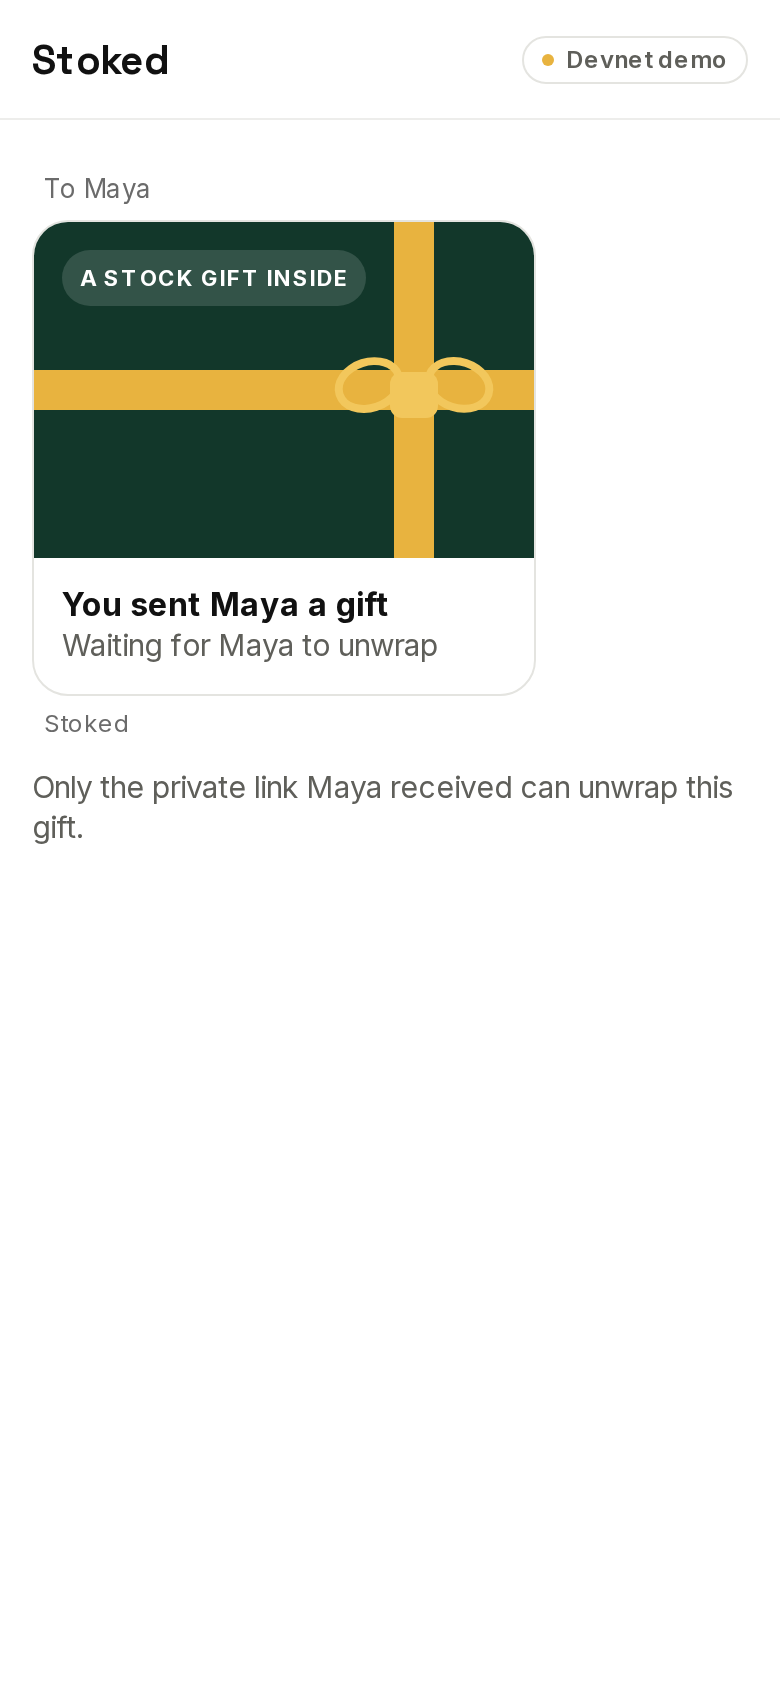 Stoked
Devnet demo
To Maya
A STOCK GIFT INSIDE
You sent Maya a gift
Waiting for Maya to unwrap
Stoked
Only the private link Maya received can unwrap this
gift.